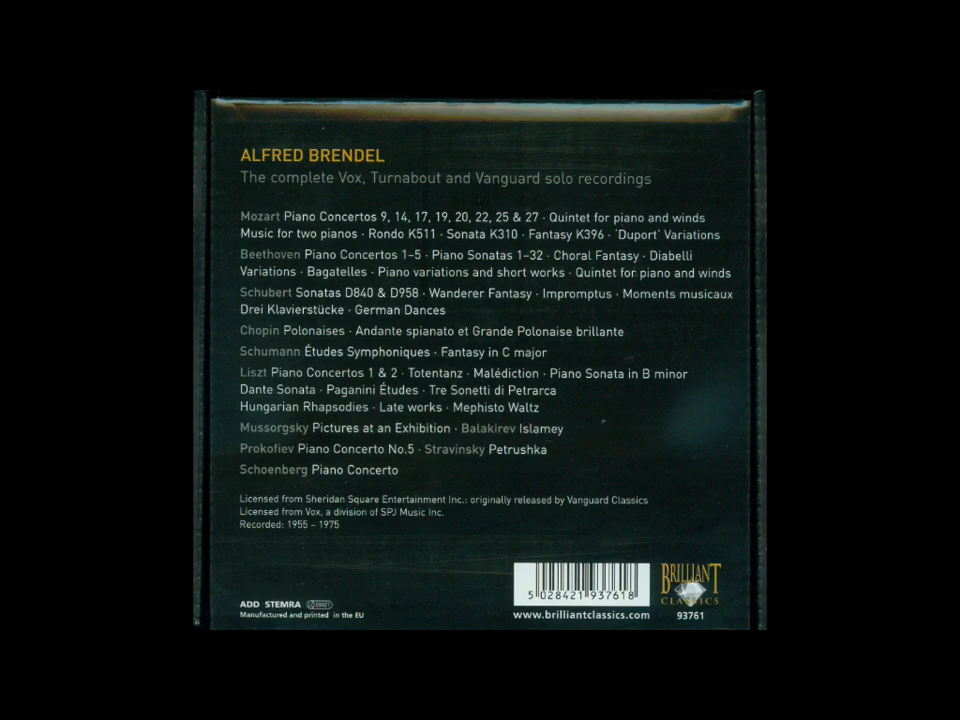 ALFRED BRENDEL
The complete Vox, Turnabout and Vanguard solo recordings
Mozart Piano Concertos 9, 14, 17, 19, 20, 22, 25 & 27 · Quintet for piano and winds
Music for two pianos · Rondo K511 · Sonata K310 · Fantasy K396 · 'Duport' Variations
Beethoven Piano Concertos 1–5 · Piano Sonatas 1–32 · Choral Fantasy · Diabelli
Variations · Bagatelles · Piano variations and short works · Quintet for piano and winds
Schubert Sonatas D840 & D958 · Wanderer Fantasy · Impromptus · Moments musicaux
Drei Klavierstücke · German Dances
Chopin Polonaises · Andante spianato et Grande Polonaise brillante
Schumann Études Symphoniques · Fantasy in C major
Liszt Piano Concertos 1 & 2 · Totentanz · Malédiction · Piano Sonata in B minor
Dante Sonata · Paganini Études · Tre Sonetti di Petrarca
Hungarian Rhapsodies · Late works · Mephisto Waltz
Mussorgsky Pictures at an Exhibition · Balakirev Islamey
Prokofiev Piano Concerto No.5 · Stravinsky Petrushka
Schoenberg Piano Concerto
Licensed from Sheridan Square Entertainment Inc.: originally released by Vanguard Classics
Licensed from Vox, a division of SPJ Music Inc.
Recorded: 1955 – 1975
5 028421 937618
BRILLIANT
CLASSICS
ADD STEMRA
Manufactured and printed in the EU
www.brilliantclassics.com
93761